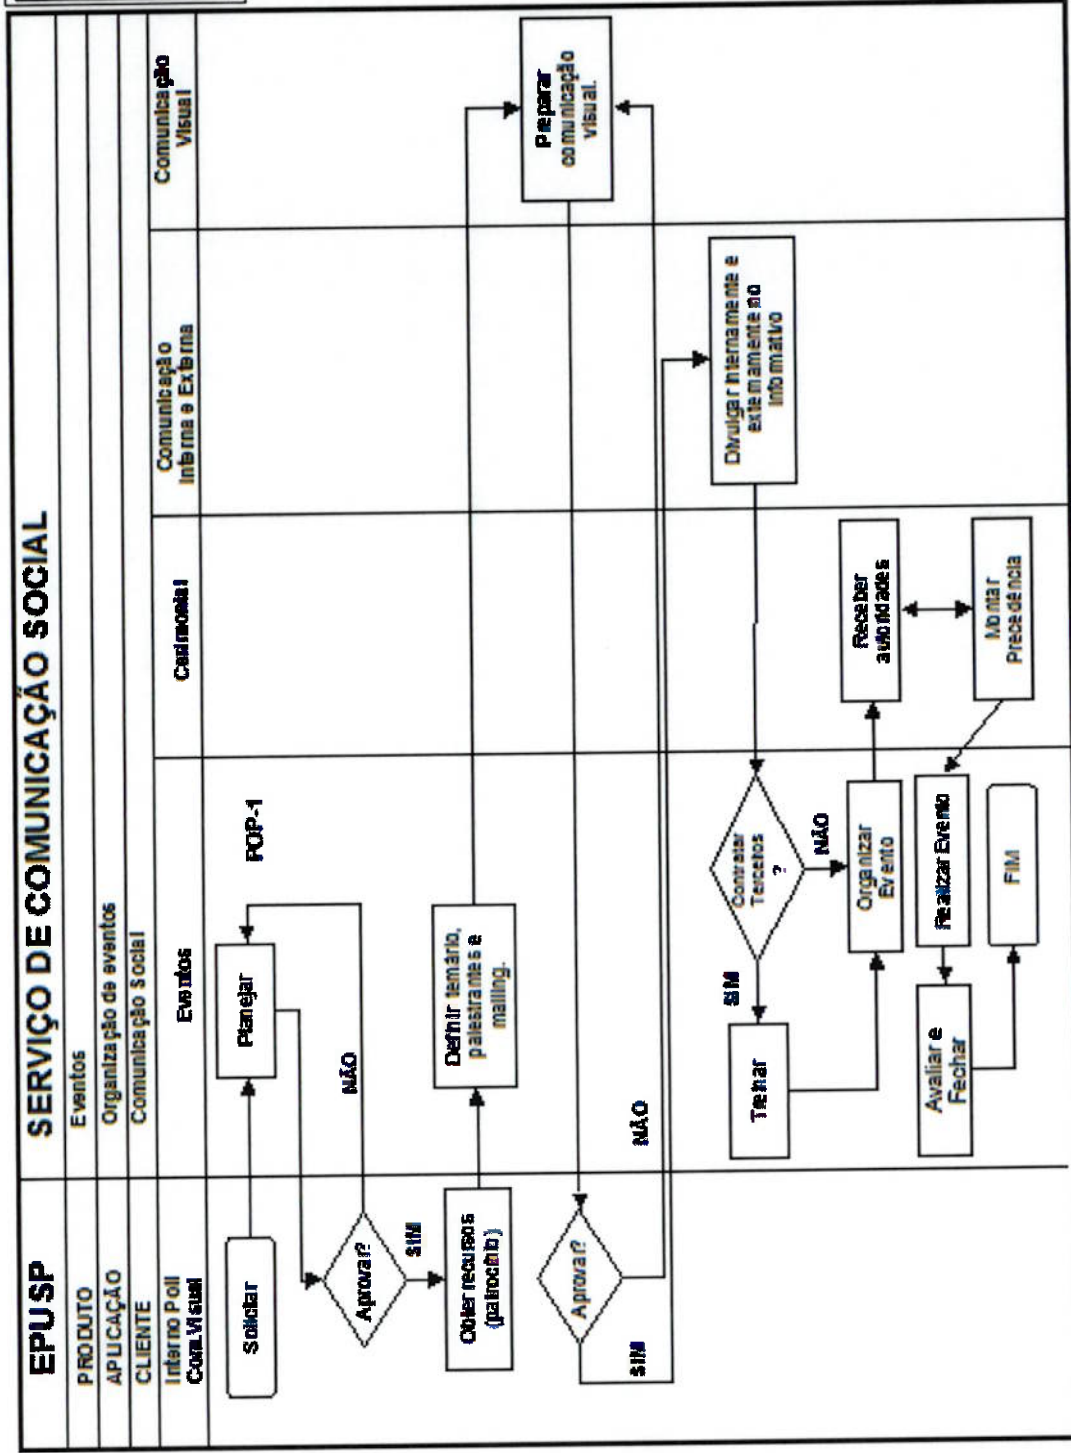 EPUSP
SERVIÇO DE COMUNICAÇÃO SOCIAL
PRODUTO
Eventos
APLICAÇÃO
Organização de eventos
CLIENTE
Comunicação Social
Interno Poli
Com.Visual
Eventos
Cerimonial
Comunicação
Interna e Externa
Comunicação
Visual
Solicitar
Planejar
POP-1
Aprovar?
NÃO
SIM
Obter recursos
(patrocínio)
Definir temário,
palestrantes e
mailing.
Preparar
comunicação
visual.
Aprovar?
NÃO
SIM
Divulgar internamente e
externamente no
informativo
Contratar
Terceiros
?
SIM
NÃO
Treinar
Organizar
Evento
Receber
autoridades
Montar
Precedência
Realizar Evento
Avaliar e
Fechar
FIM